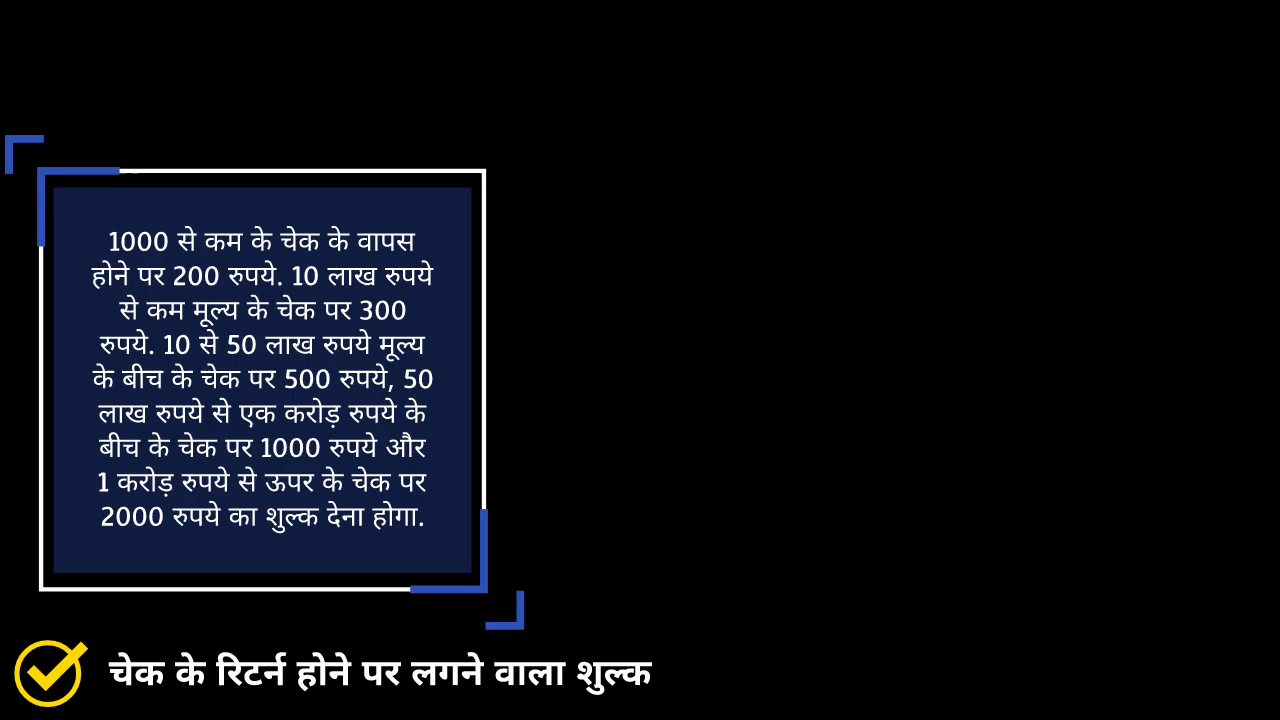 1000 से कम के चेक के वापस
होने पर 200 रुपये. 10 लाख रुपये
से कम मूल्य के चेक पर 300
रुपये. 10 से 50 लाख रुपये मूल्य
के बीच के चेक पर 500 रुपये, 50
लाख रुपये से एक करोड़ रुपये के
बीच के चेक पर 1000 रुपये और
1 करोड़ रुपये से ऊपर के चेक पर
2000 रुपये का शुल्क देना होगा.
चेक के रिटर्न होने पर लगने वाला शुल्क